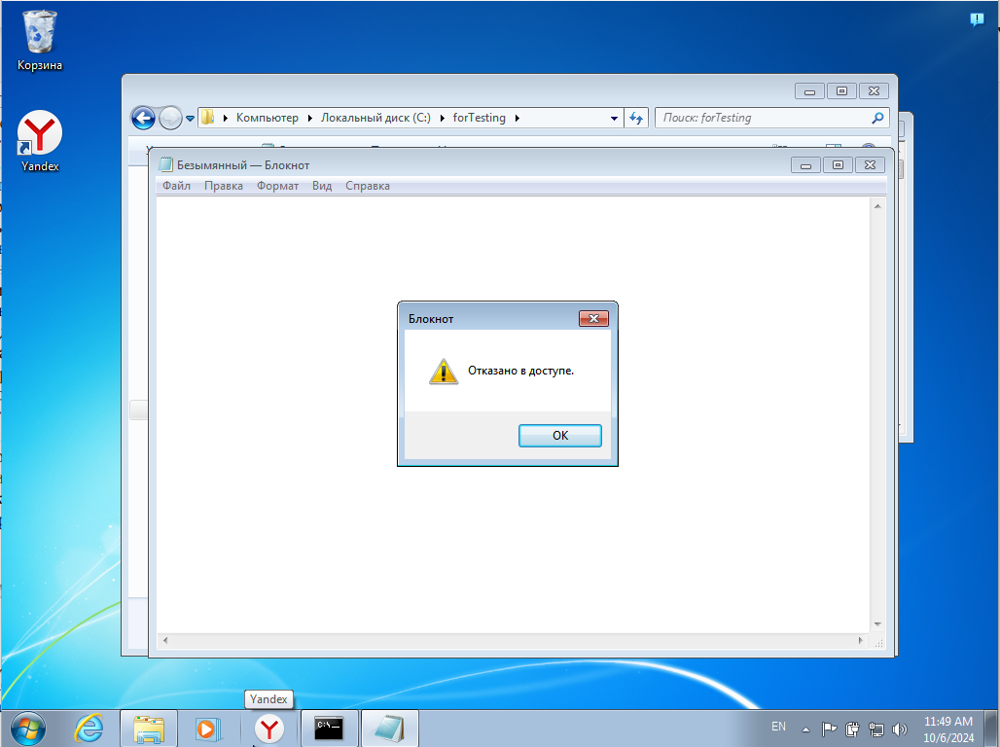 Корзина
Yandex
Компьютер
Локальный диск (C:)
forTesting
Поиск: forTesting
Безымянный — Блокнот
Файл Правка Формат Вид Справка
Блокнот
Отказано в доступе.
OK
Yandex
C:\
EN
11:49 AM
10/6/2024